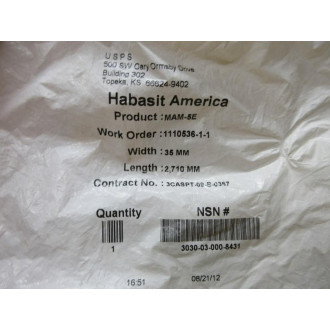 USPS
500 SW Gary Ormsby Drive
Building 302
Topeka, KS 66624-9402
Habasit America
Product : MAM-5E
Work Order : 1110536-1-1
Width : 35 MM
Length : 2,710 MM
Contract No. :
Quantity NSN #
1 3030-03-000-8431
16:51 08/21/12